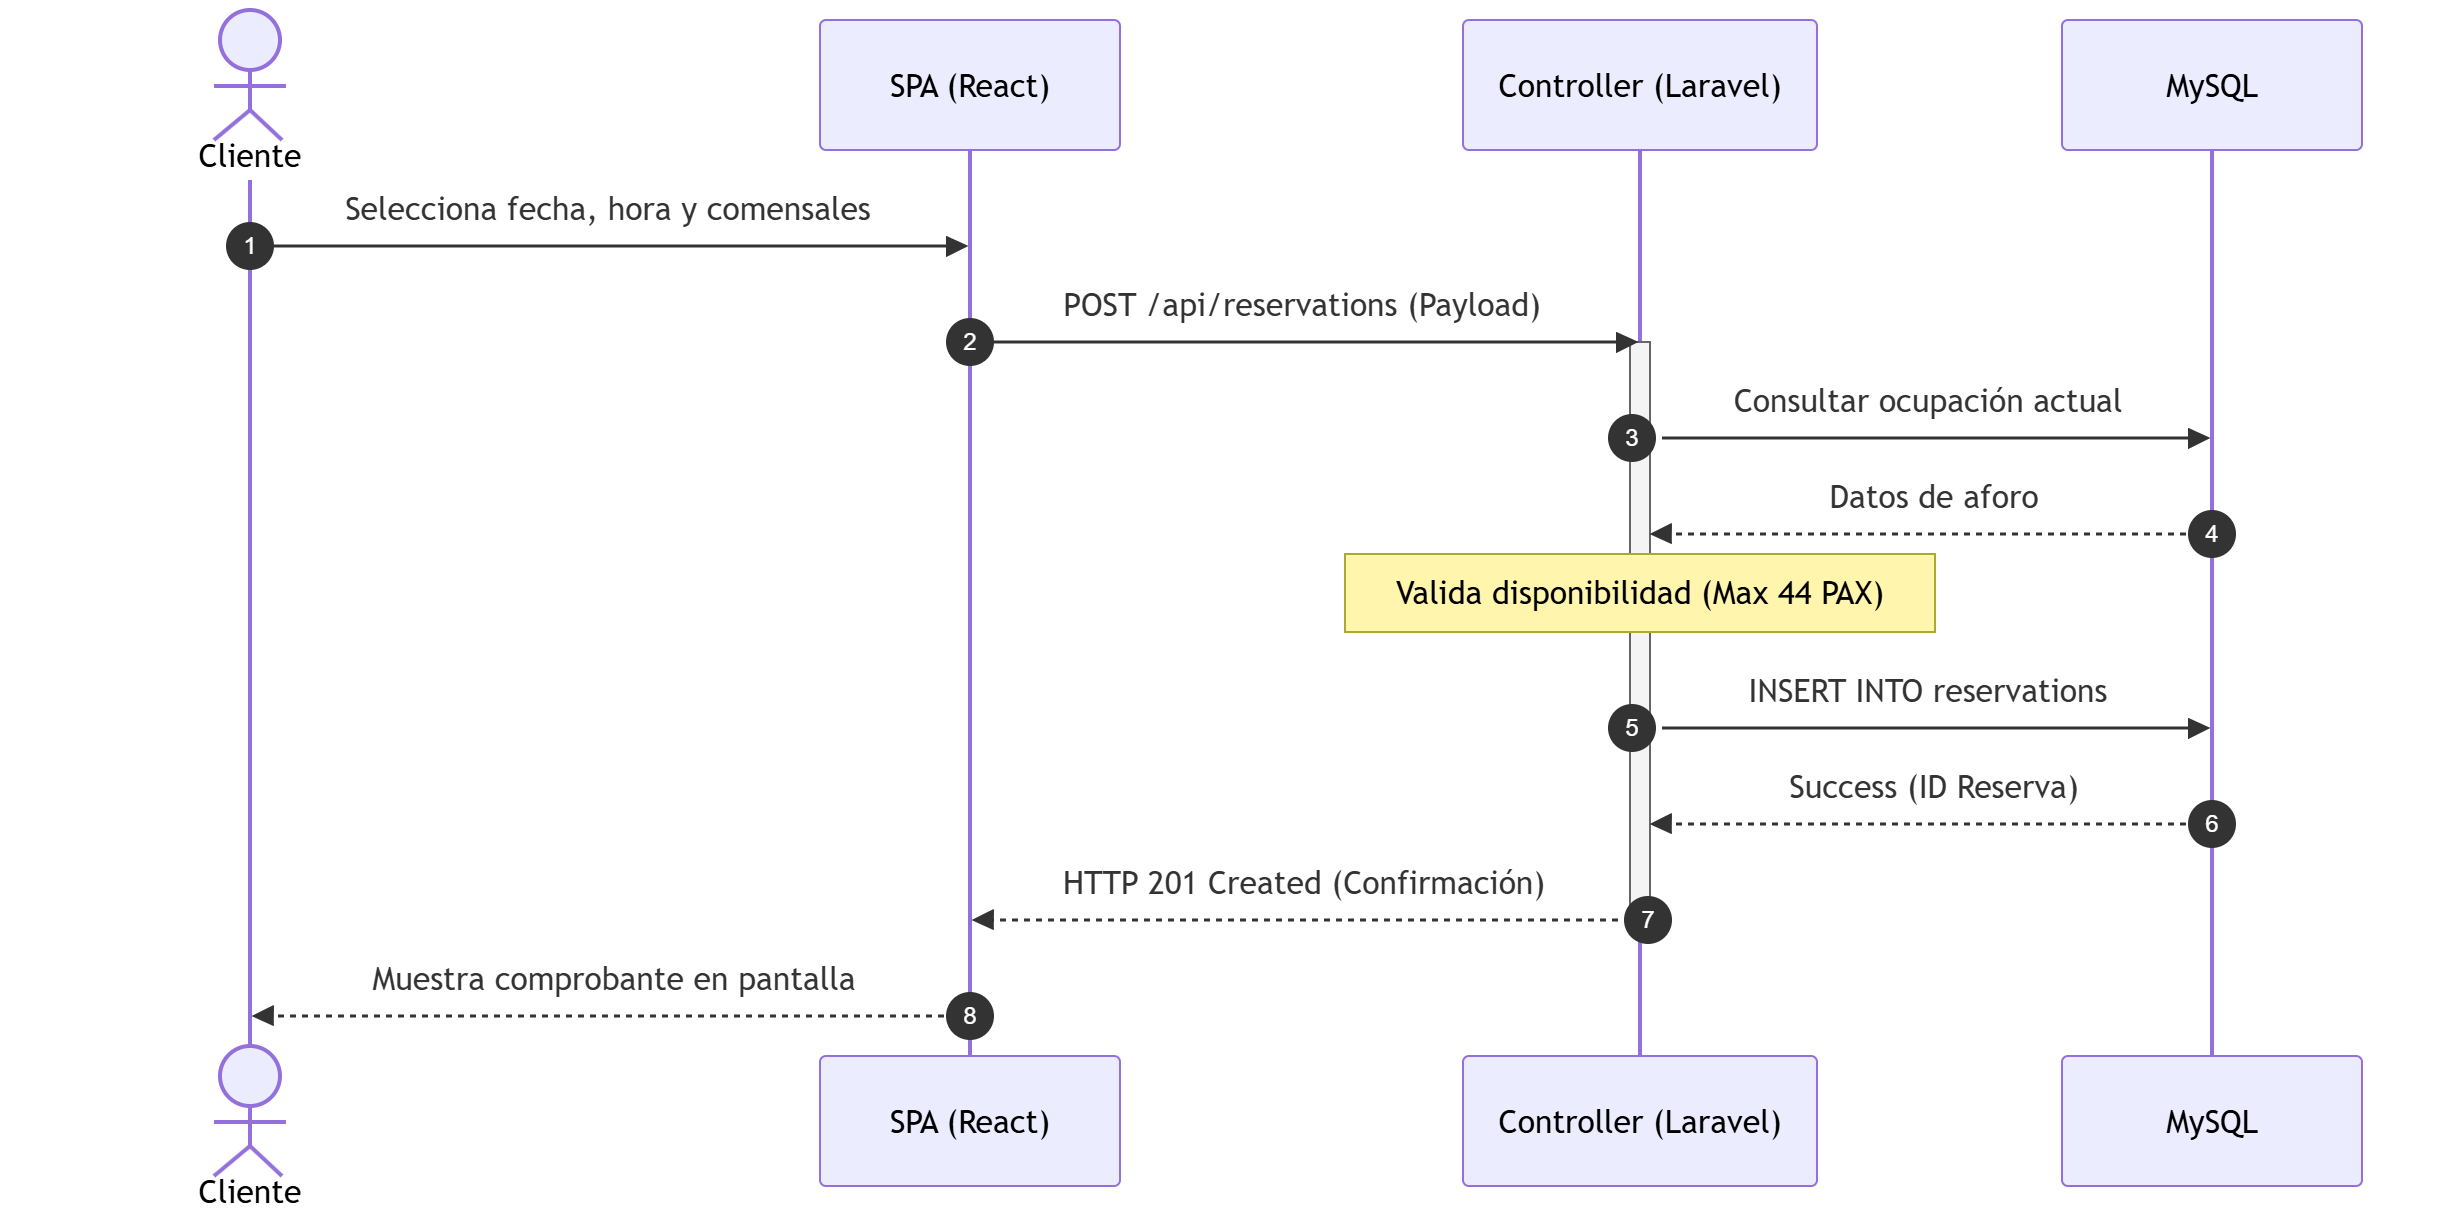 Cliente
SPA (React)
Controller (Laravel)
MySQL
Selecciona fecha, hora y comensales
1
POST /api/reservations (Payload)
2
Consultar ocupación actual
3
Datos de aforo
4
Valida disponibilidad (Max 44 PAX)
INSERT INTO reservations
5
Success (ID Reserva)
6
HTTP 201 Created (Confirmación)
7
Muestra comprobante en pantalla
8
Cliente
SPA (React)
Controller (Laravel)
MySQL